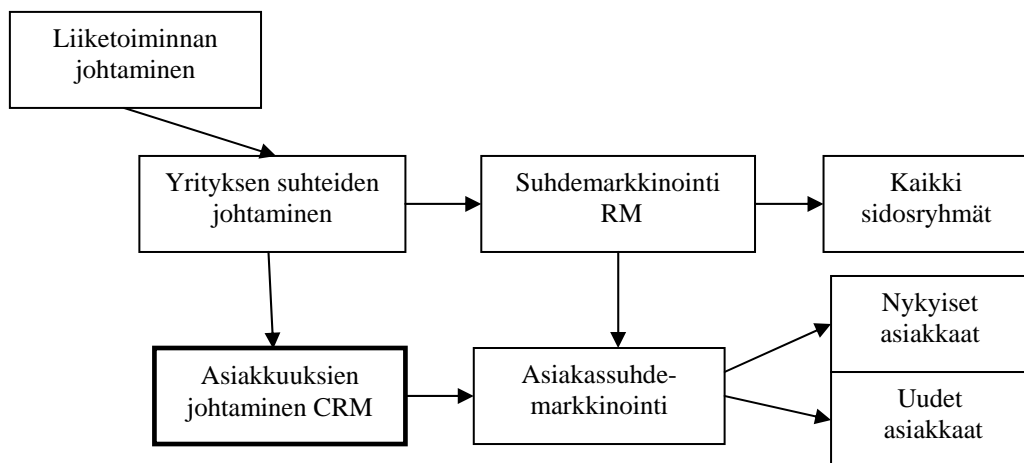 Liiketoiminnan
johtaminen
Yrityksen suhteiden
johtaminen
Suhdemarkkinointi
RM
Kaikki
sidosryhmät
Nykyiset
asiakkaat
Asiakkuuksien
johtaminen CRM
Asiakassuhde-
markkinointi
Uudet
asiakkaat